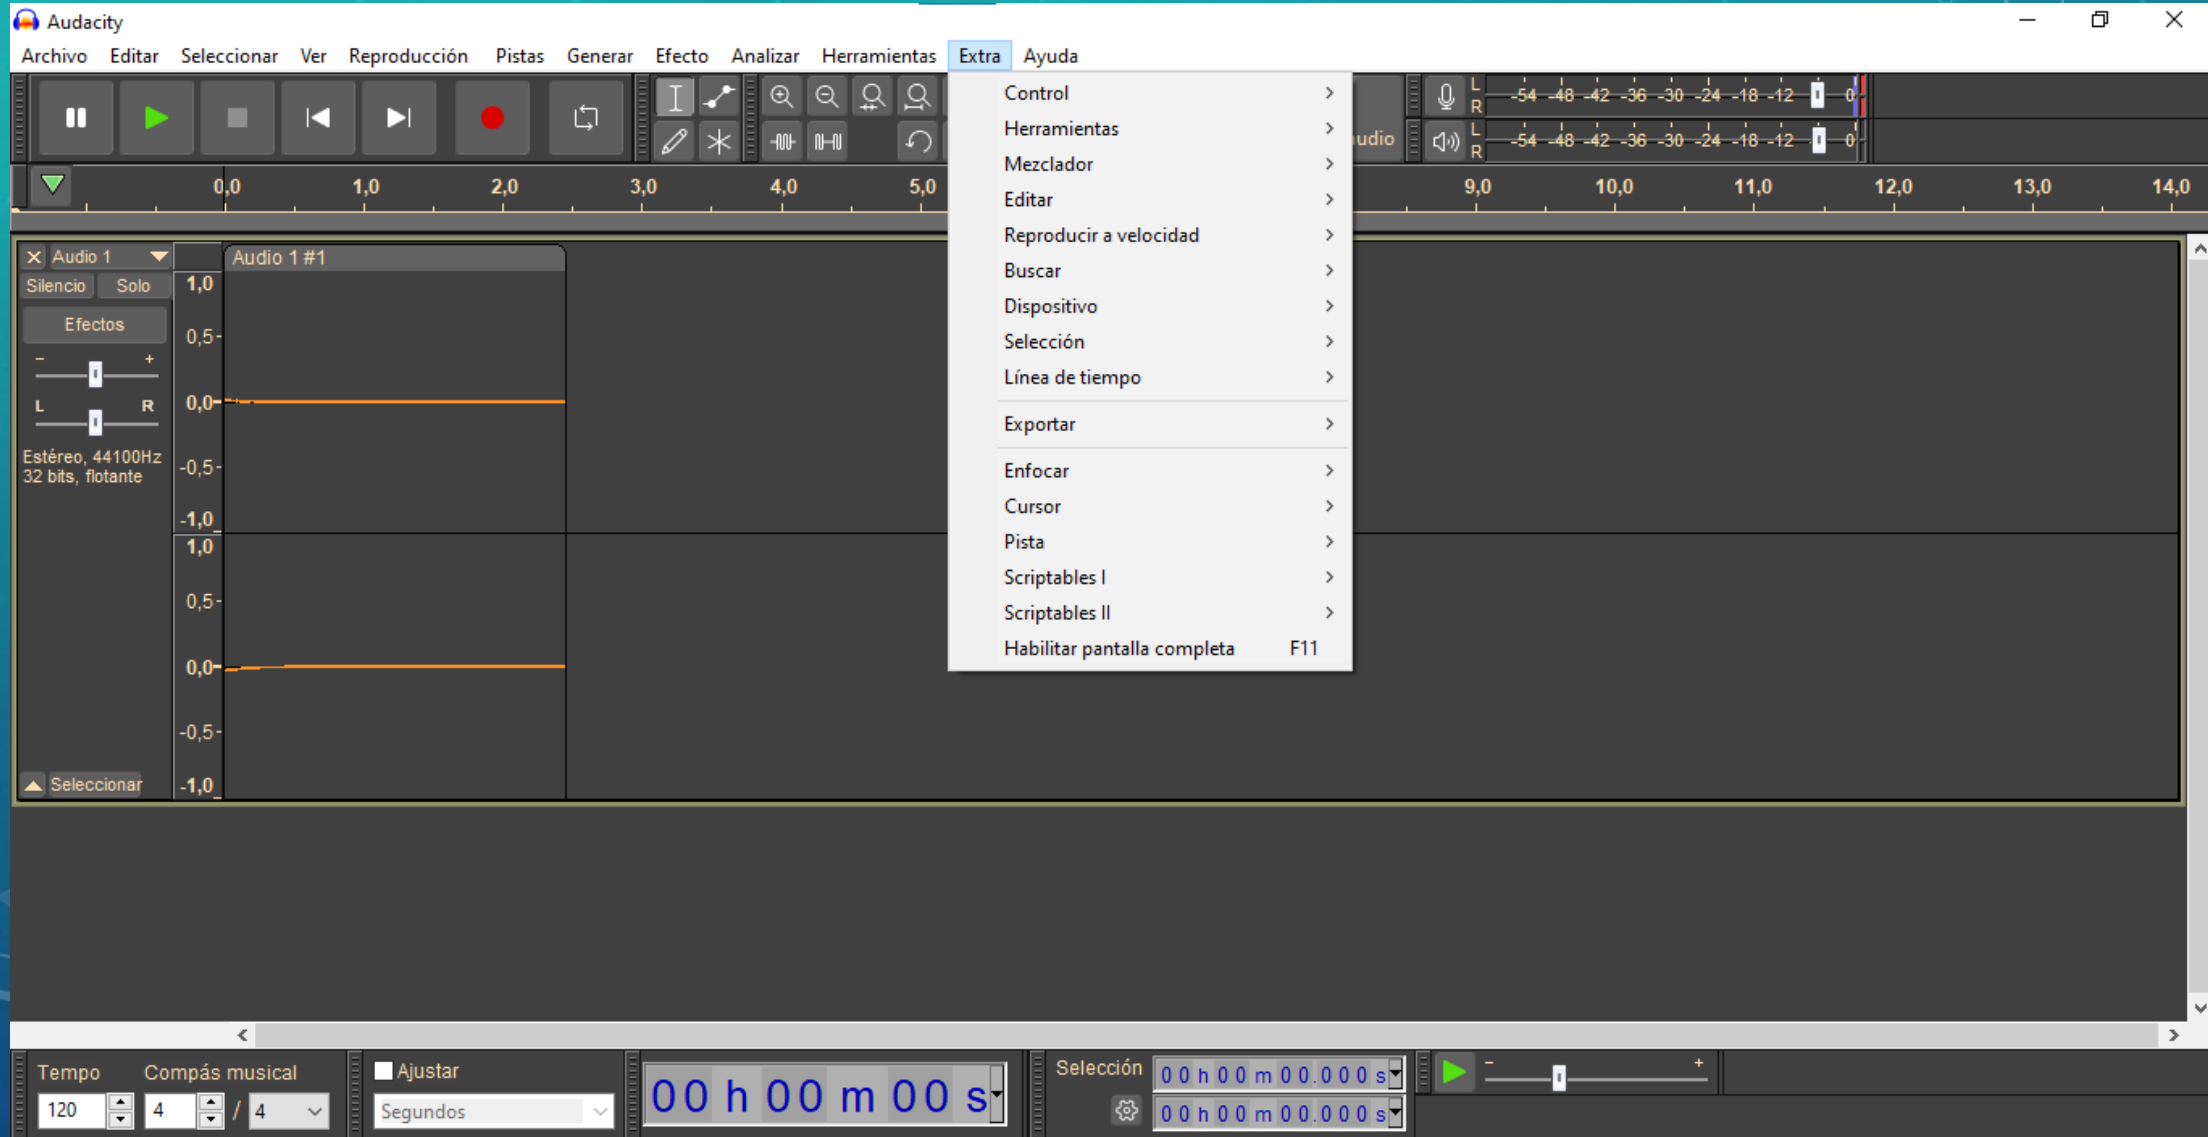 Audacity
Archivo Editar Seleccionar Ver Reproducción Pistas Generar Efecto Analizar Herramientas Extra Ayuda
Control
Herramientas
Mezclador
Editar
Reproducir a velocidad
Buscar
Dispositivo
Selección
Línea de tiempo
Exportar
Enfocar
Cursor
Pista
Scriptables I
Scriptables II
Habilitar pantalla completa F11
udio
L
R
-54 -48 -42 -36 -30 -24 -18 -12 0
L
R
-54 -48 -42 -36 -30 -24 -18 -12 0
0,0 1,0 2,0 3,0 4,0 5,0 9,0 10,0 11,0 12,0 13,0 14,0
Audio 1
Audio 1 #1
Silencio Solo
Efectos
- +
L R
Estéreo, 44100Hz
32 bits, flotante
Seleccionar
1,0
0,5
0,0
-0,5
-1,0
1,0
0,5
0,0
-0,5
-1,0
Tempo Compás musical
120 4 / 4
Ajustar
Segundos
00 h 00 m 00 s
Selección
00 h 00 m 00.000 s
00 h 00 m 00.000 s
- +